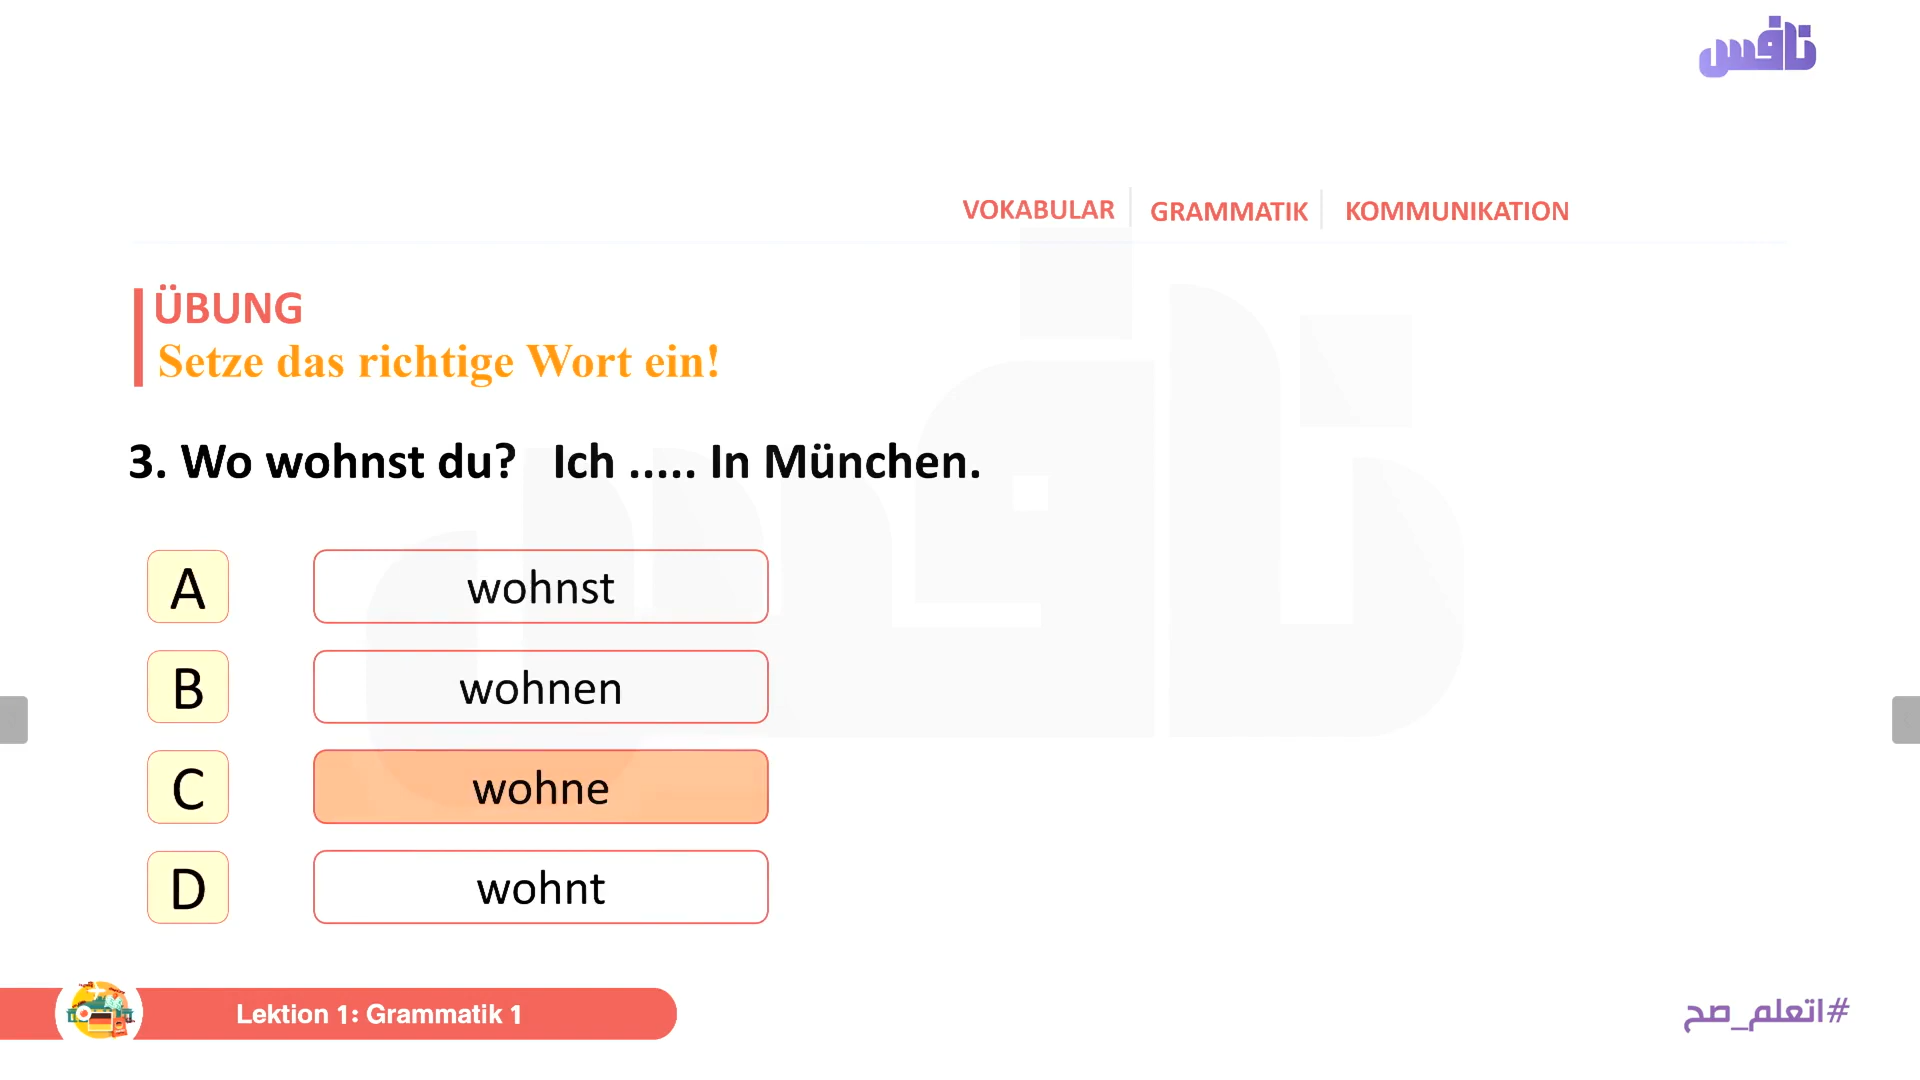 نافس
VOKABULAR GRAMMATIK KOMMUNIKATION
ÜBUNG
Setze das richtige Wort ein!
3. Wo wohnst du? Ich ..... In München.
A wohnst
B wohnen
C wohne
D wohnt
Lektion 1: Grammatik 1
#اتعلم_صح